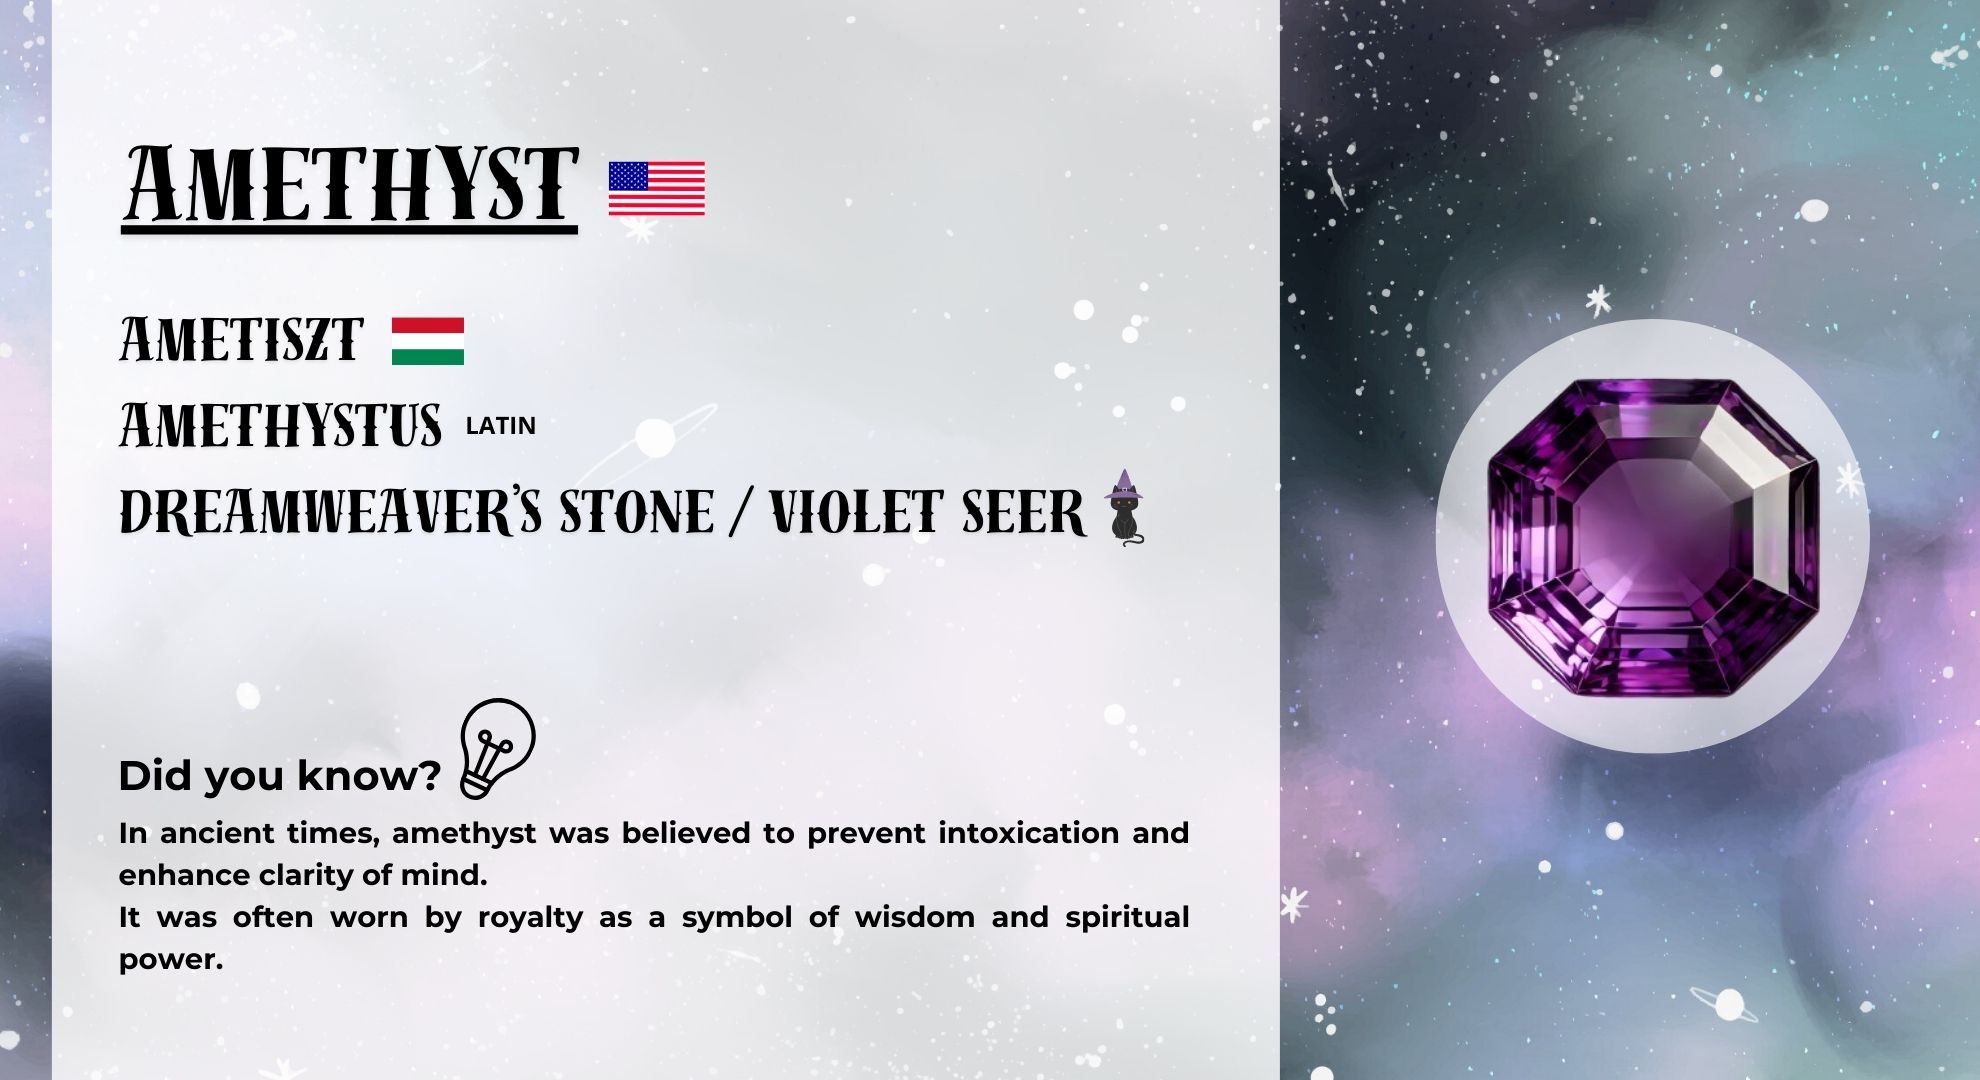 Amethyst
Ametiszt
Amethystus LATIN
Dreamweaver's Stone / Violet Seer
Did you know?
In ancient times, amethyst was believed to prevent intoxication and
enhance clarity of mind.
It was often worn by royalty as a symbol of wisdom and spiritual
power.